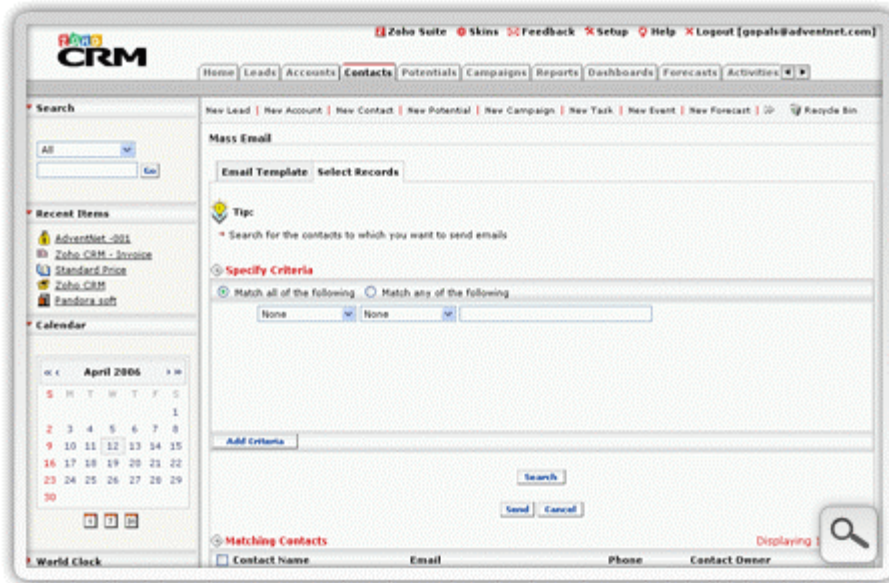 Zoho Suite Skins Feedback Setup Help Logout [gopals@adventnet.com]
ZOHO
CRM
Home Leads Accounts Contacts Potentials Campaigns Reports Dashboards Forecasts Activities
Search
New Lead | New Account | New Contact | New Potential | New Campaign | New Task | New Event | New Forecast | Recycle Bin
Mass Email
All
Go
Email Template Select Records
Recent Items
Tip:
AdventNet -001
Search for the contacts to which you want to send emails
Zoho CRM - Invoice
Standard Price
Zoho CRM
Pandora soft
Specify Criteria
Match all of the following Match any of the following
None None
Calendar
April 2006
S M T W T F S
1
2 3 4 5 6 7 8
9 10 11 12 13 14 15
16 17 18 19 20 21 22
23 24 25 26 27 28 29
30
Add Criteria
Search
Send Cancel
Matching Contacts
Displaying
World Clock
Contact Name Email Phone Contact Owner